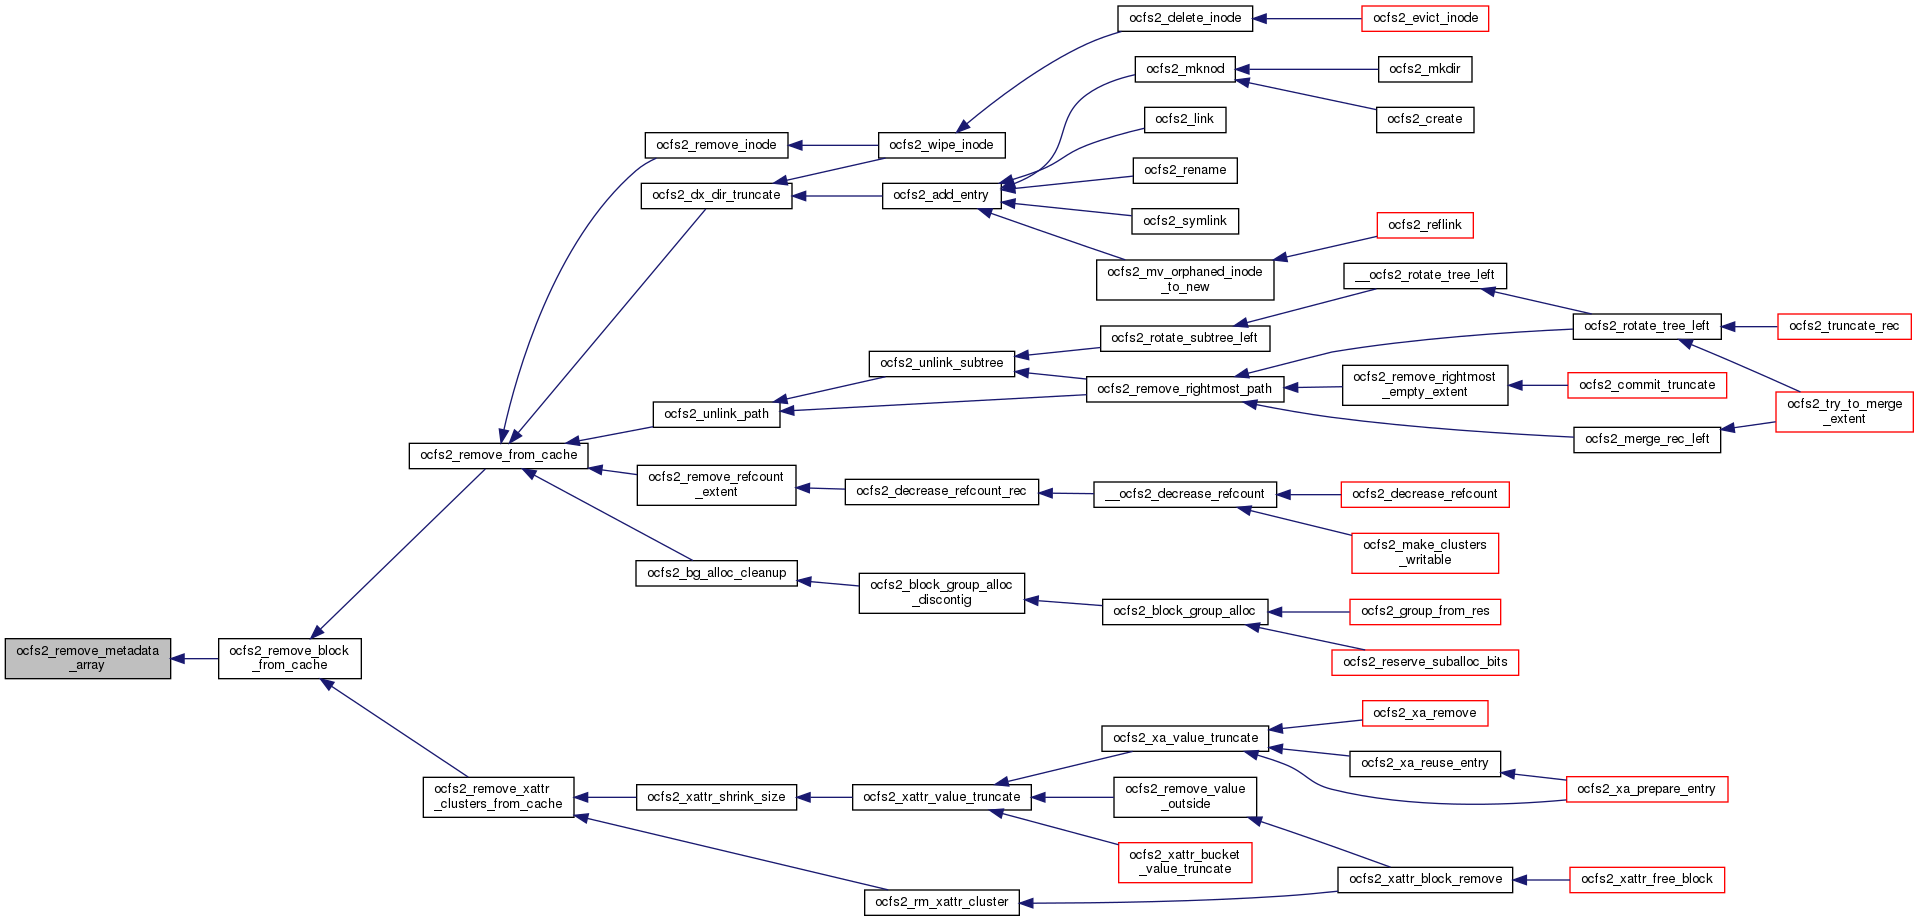 ocfs2_delete_inode
ocfs2_evict_inode
ocfs2_mknod
ocfs2_mkdir
ocfs2_link
ocfs2_create
ocfs2_remove_inode
ocfs2_wipe_inode
ocfs2_rename
ocfs2_dx_dir_truncate
ocfs2_add_entry
ocfs2_symlink
ocfs2_reflink
ocfs2_mv_orphaned_inode
_to_new
__ocfs2_rotate_tree_left
ocfs2_rotate_subtree_left
ocfs2_rotate_tree_left
ocfs2_truncate_rec
ocfs2_unlink_subtree
ocfs2_remove_rightmost_path
ocfs2_remove_rightmost
_empty_extent
ocfs2_commit_truncate
ocfs2_try_to_merge
_extent
ocfs2_unlink_path
ocfs2_merge_rec_left
ocfs2_remove_from_cache
ocfs2_remove_refcount
_extent
ocfs2_decrease_refcount_rec
__ocfs2_decrease_refcount
ocfs2_decrease_refcount
ocfs2_make_clusters
_writable
ocfs2_bg_alloc_cleanup
ocfs2_block_group_alloc
_discontig
ocfs2_block_group_alloc
ocfs2_group_from_res
ocfs2_reserve_suballoc_bits
ocfs2_remove_metadata
_array
ocfs2_remove_block
_from_cache
ocfs2_xa_remove
ocfs2_xa_value_truncate
ocfs2_xa_reuse_entry
ocfs2_xa_prepare_entry
ocfs2_remove_xattr
_clusters_from_cache
ocfs2_xattr_shrink_size
ocfs2_xattr_value_truncate
ocfs2_remove_value
_outside
ocfs2_xattr_bucket
_value_truncate
ocfs2_xattr_block_remove
ocfs2_xattr_free_block
ocfs2_rm_xattr_cluster